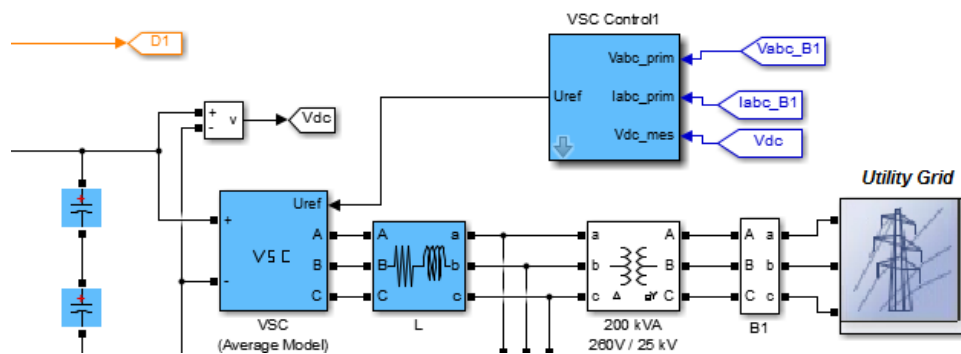 VSC Control1
D1
Vabc_prim
Vabc_B1
Uref
Iabc_prim
Iabc_B1
+
-
v
Vdc
Vdc_mes
Vdc
Utility Grid
Uref
+
-
VSC
A
B
C
A
B
C
a
b
c
a
b
c
A
B
C
Δ
A
B
C
a
b
c
VSC
(Average Model)
L
200 kVA
260V / 25 kV
B1